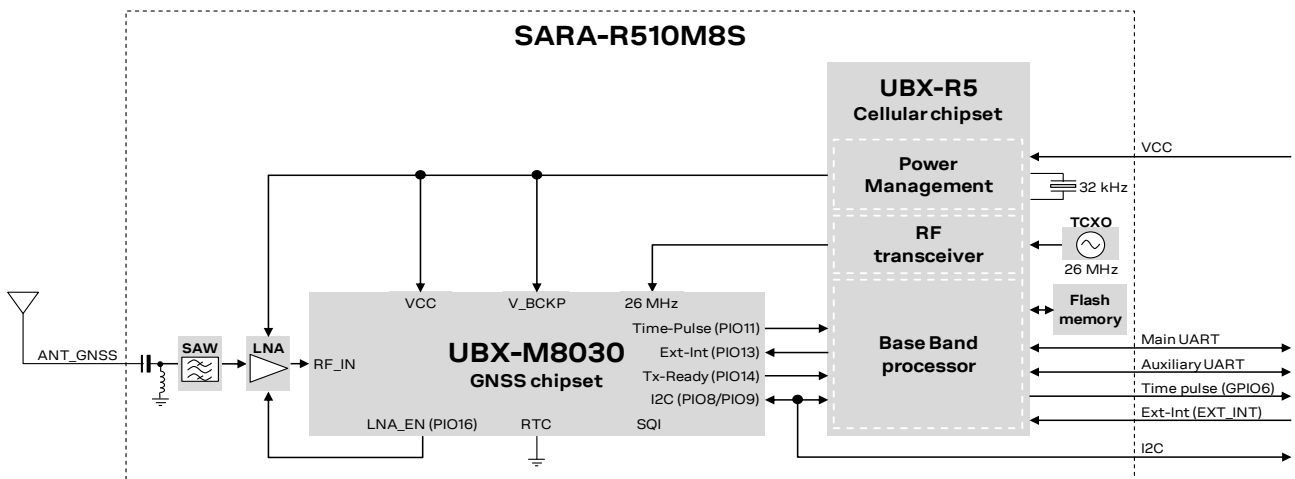 SARA-R510M8S
UBX-R5
Cellular chipset
Power
Management
VCC
32 kHz
RF
transceiver
TCXO
26 MHz
Flash
memory
Base Band
processor
VCC
V_BCKP
26 MHz
Time-Pulse (PIO11)
UBX-M8030
GNSS chipset
Ext-Int (PIO13)
Tx-Ready (PIO14)
I2C (PIO8/PIO9)
ANT_GNSS
SAW
LNA
RF_IN
LNA_EN (PIO16)
RTC
SQI
Main UART
Auxiliary UART
Time pulse (GPIO6)
Ext-Int (EXT_INT)
I2C